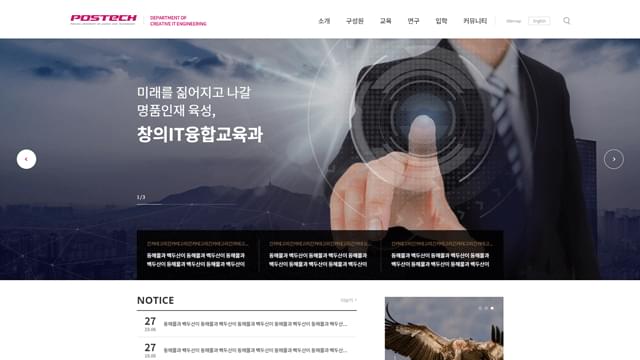 POSTECH
DEPARTMENT OF
CREATIVE IT ENGINEERING
소개 구성원 교육 연구 입학 커뮤니티 Sitemap English
미래를 짊어지고 나갈
명품인재 육성,
창의IT융합교육과
1/3
동해물과 백두산이 동해물과 백두산이 동해물과
백두산이 동해물과 백두산이 동해물과 백두산이
동해물과 백두산이 동해물과 백두산이 동해물과
백두산이 동해물과 백두산이 동해물과 백두산이
동해물과 백두산이 동해물과 백두산이 동해물과
백두산이 동해물과 백두산이 동해물과 백두산이
NOTICE 더보기 +
27 동해물과 백두산이 동해물과 백두산이 동해물과 백두산이 동해물과 백두산이 동해물과 백두산...
27 동해물과 백두산이 동해물과 백두산이 동해물과 백두산이 동해물과 백두산이 동해물과 백두산...